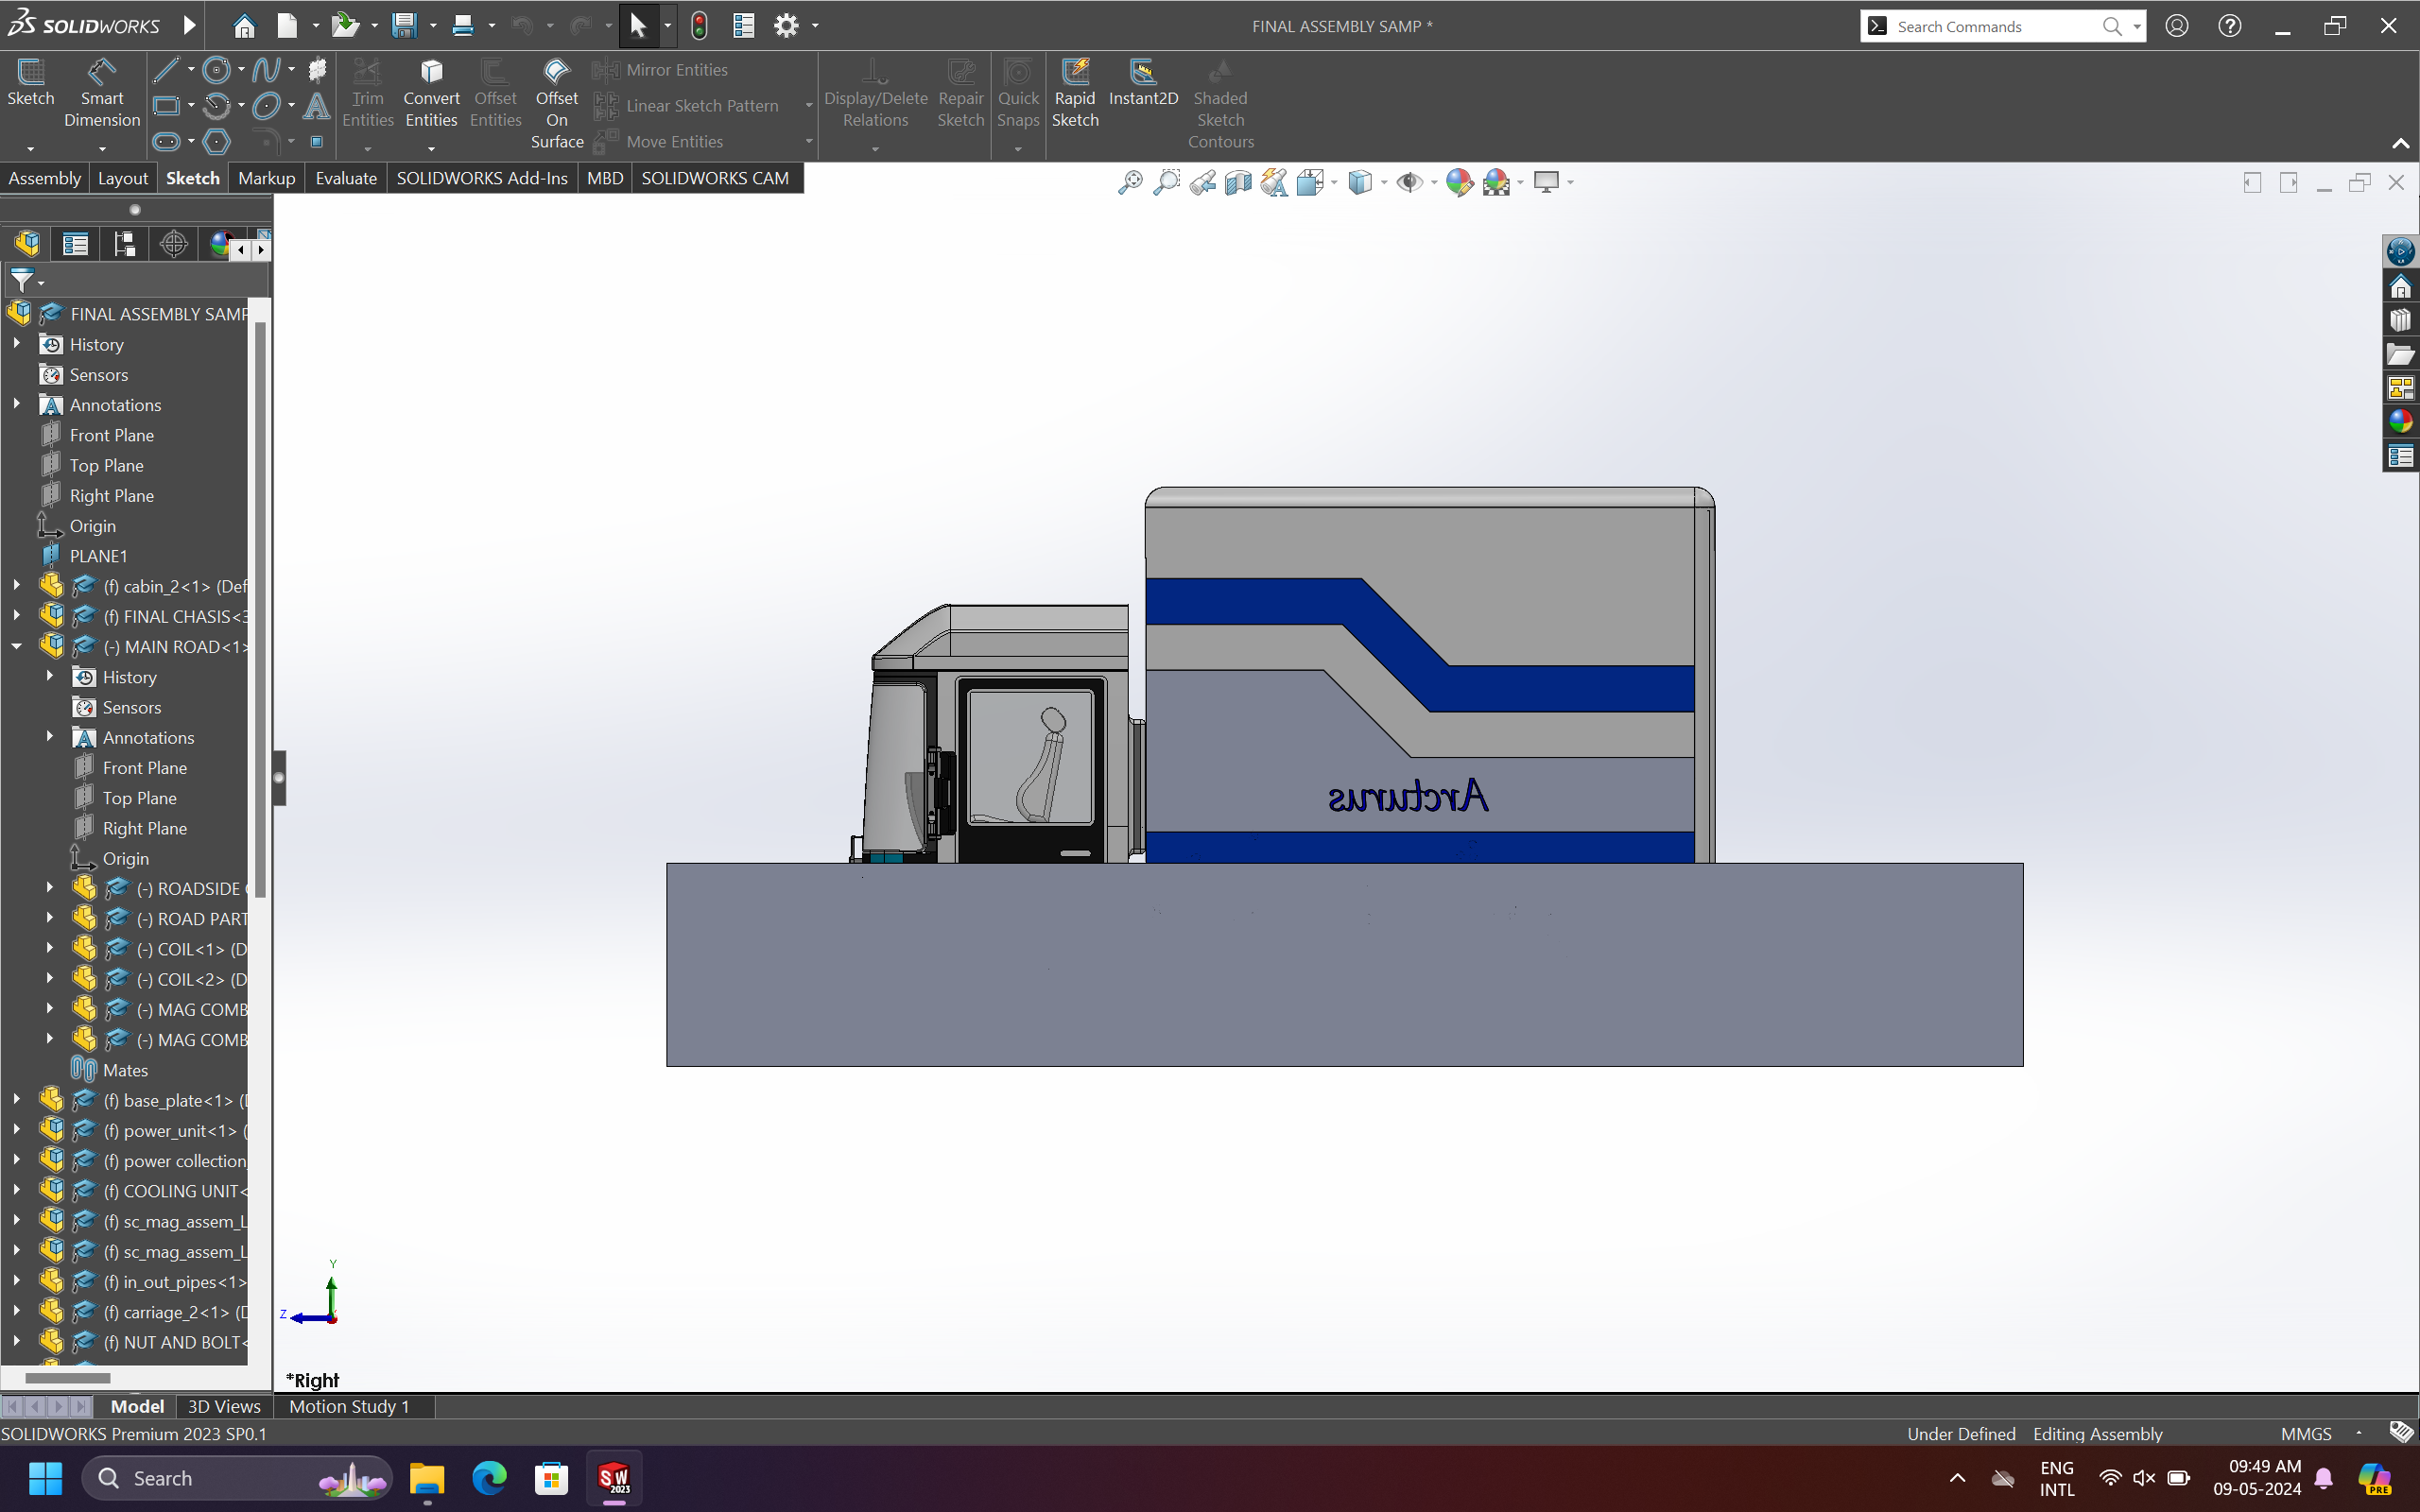 SOLIDWORKS
FINAL ASSEMBLY SAMP *
Search Commands
Sketch
Smart Dimension
Trim Entities
Convert Entities
Offset Entities
Offset On Surface
Mirror Entities
Linear Sketch Pattern
Move Entities
Display/Delete Relations
Repair Sketch
Quick Snaps
Rapid Sketch
Instant2D
Shaded Sketch Contours
Assembly
Layout
Sketch
Markup
Evaluate
SOLIDWORKS Add-Ins
MBD
SOLIDWORKS CAM
FINAL ASSEMBLY SAMP
History
Sensors
Annotations
Front Plane
Top Plane
Right Plane
Origin
PLANE1
(f) cabin_2<1> (Def
(f) FINAL CHASIS<3
(-) MAIN ROAD<1>
History
Sensors
Annotations
Front Plane
Top Plane
Right Plane
Origin
(-) ROADSIDE
(-) ROAD PART
(-) COIL<1> (D
(-) COIL<2> (D
(-) MAG COMB
(-) MAG COMB
Mates
(f) base_plate<1> (
(f) power_unit<1> (
(f) power collection
(f) COOLING UNIT<
(f) sc_mag_assem_L
(f) sc_mag_assem_L
(f) in_out_pipes<1>
(f) carriage_2<1> (D
(f) NUT AND BOLT<
Arcturus
Y
Z
*Right
Model
3D Views
Motion Study 1
SOLIDWORKS Premium 2023 SP0.1
Under Defined
Editing Assembly
MMGS
Search
SW
2023
ENG
INTL
09:49 AM
09-05-2024
PRE